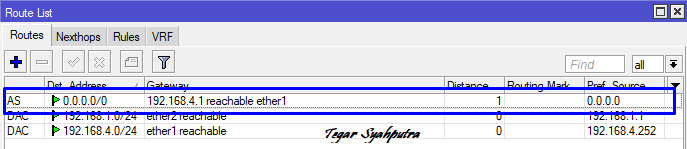 Route List
Routes Nexthops Rules VRF
Find all
Dst. Address Gateway Distance Routing Mark Pref. Source
AS 0.0.0.0/0 192.168.4.1 reachable ether1 1 0.0.0.0
DAC 192.168.1.0/24 ether2 reachable 0 192.168.1.1
DAC 192.168.4.0/24 ether1 reachable 0 192.168.4.252
Tegar Syahputra